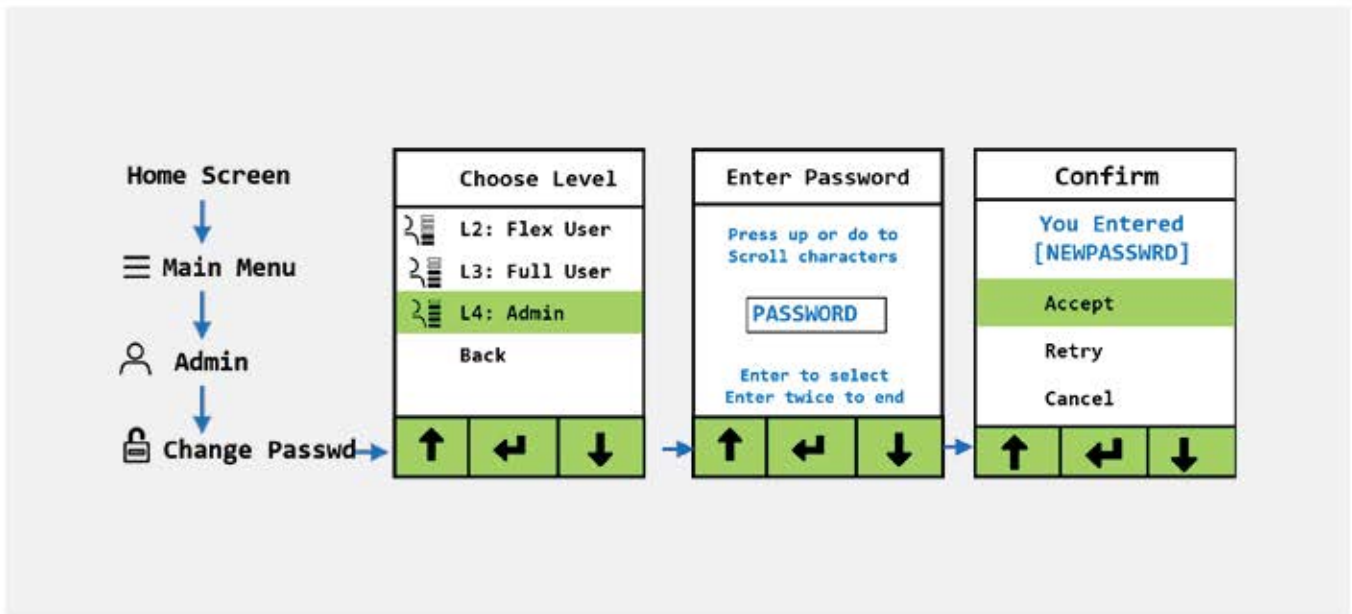 Home Screen
Main Menu
Admin
Change Passwd
Choose Level
L2: Flex User
L3: Full User
L4: Admin
Back
Enter Password
Press up or do to
Scroll characters
PASSWORD
Enter to select
Enter twice to end
Confirm
You Entered
[NEWPASSWRD]
Accept
Retry
Cancel